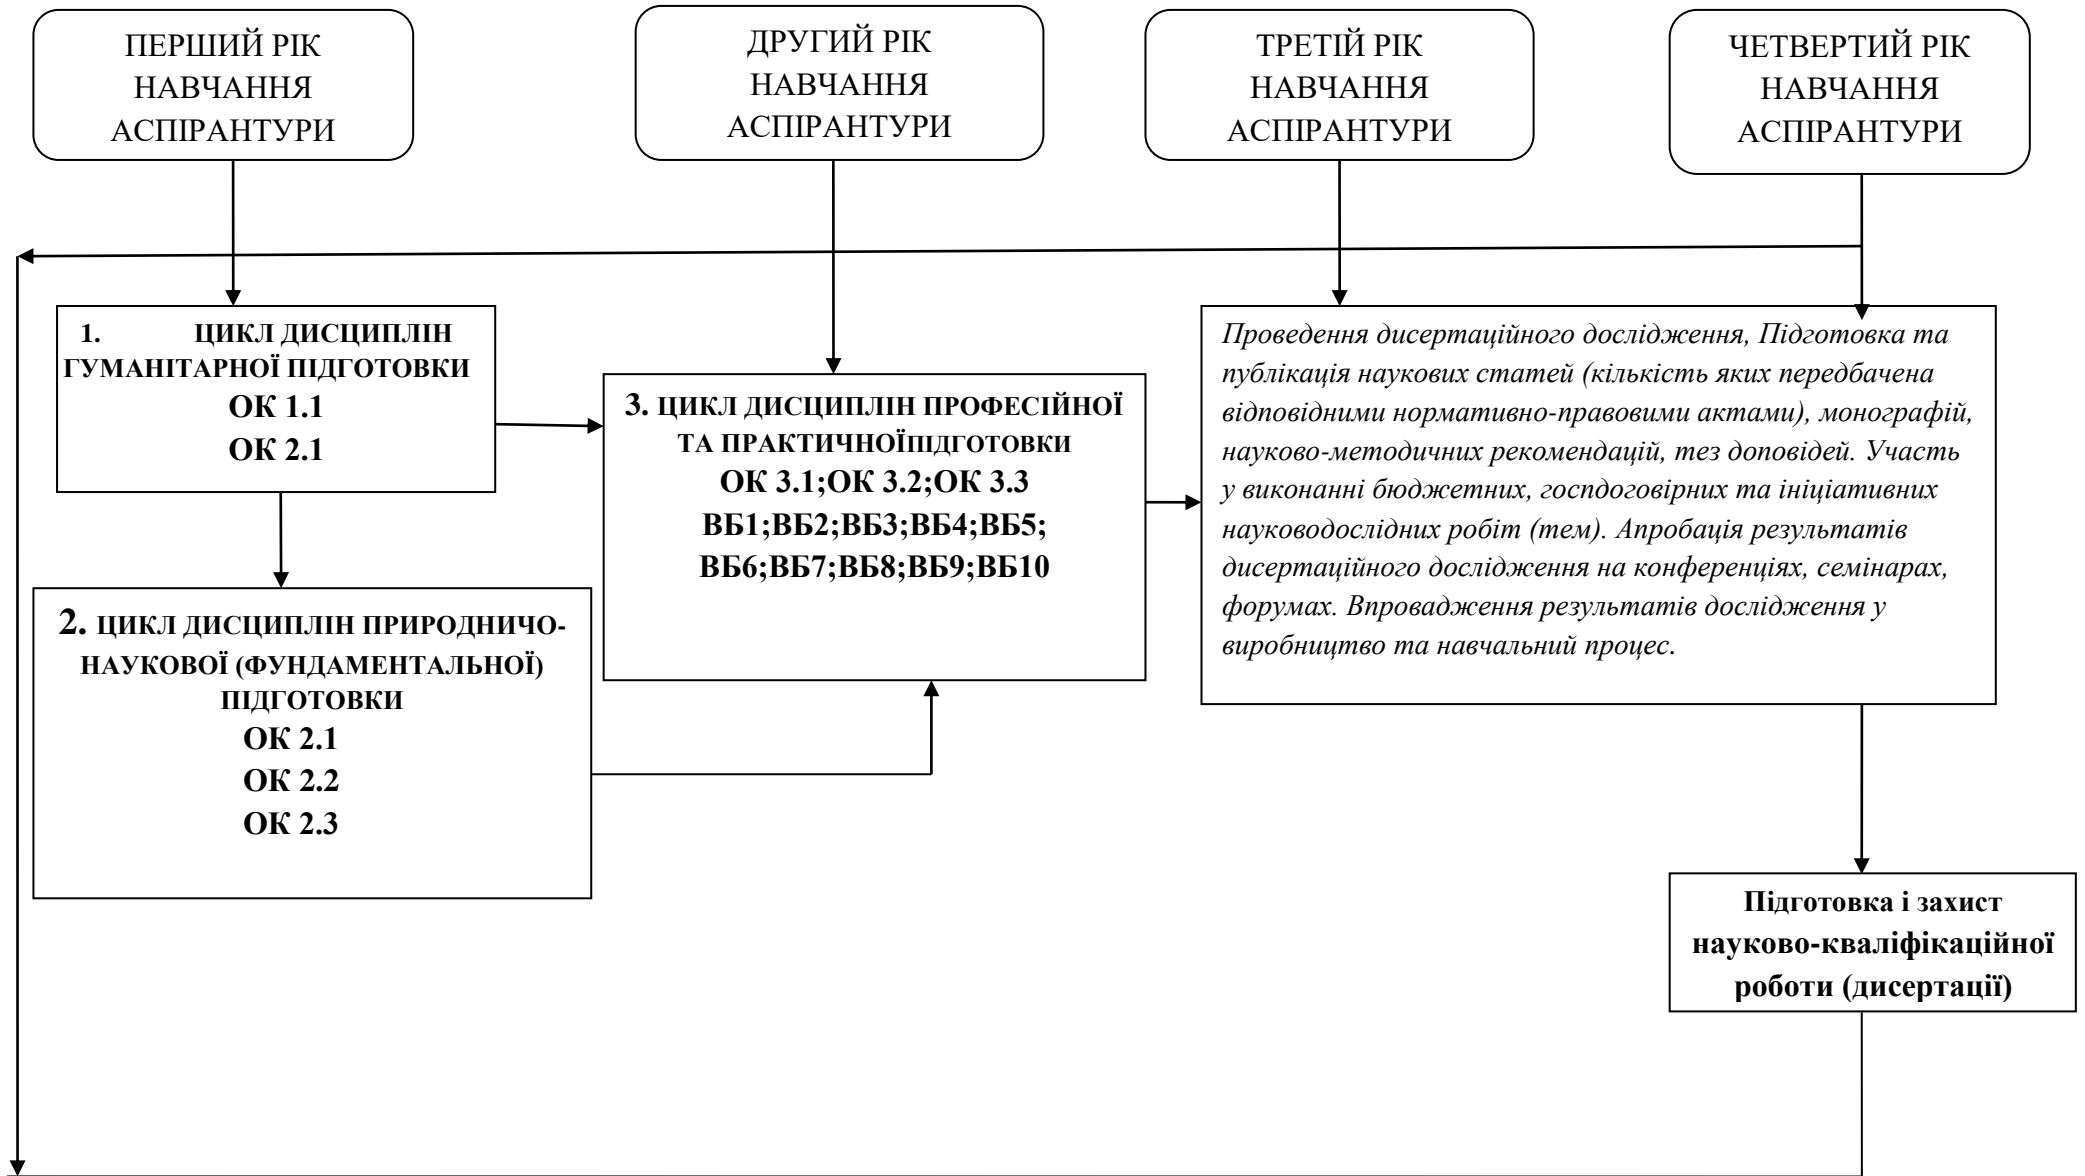 ПЕРШИЙ РІК
НАВЧАННЯ
АСПІРАНТУРИ
ДРУГИЙ РІК
НАВЧАННЯ
АСПІРАНТУРИ
ТРЕТІЙ РІК
НАВЧАННЯ
АСПІРАНТУРИ
ЧЕТВЕРТИЙ РІК
НАВЧАННЯ
АСПІРАНТУРИ
1. ЦИКЛ ДИСЦИПЛІН
ГУМАНІТАРНОЇ ПІДГОТОВКИ
ОК 1.1
ОК 2.1
2. ЦИКЛ ДИСЦИПЛІН ПРИРОДНИЧО-
НАУКОВОЇ (ФУНДАМЕНТАЛЬНОЇ)
ПІДГОТОВКИ
ОК 2.1
ОК 2.2
ОК 2.3
3. ЦИКЛ ДИСЦИПЛІН ПРОФЕСІЙНОЇ
ТА ПРАКТИЧНОЇПІДГОТОВКИ
ОК 3.1;ОК 3.2;ОК 3.3
ВБ1;ВБ2;ВБ3;ВБ4;ВБ5;
ВБ6;ВБ7;ВБ8;ВБ9;ВБ10
Проведення дисертаційного дослідження, Підготовка та
публікація наукових статей (кількість яких передбачена
відповідними нормативно-правовими актами), монографій,
науково-методичних рекомендацій, тез доповідей. Участь
у виконанні бюджетних, госпдоговірних та ініціативних
науководослідних робіт (тем). Апробація результатів
дисертаційного дослідження на конференціях, семінарах,
форумах. Впровадження результатів дослідження у
виробництво та навчальний процес.
Підготовка і захист
науково-кваліфікаційної
роботи (дисертації)